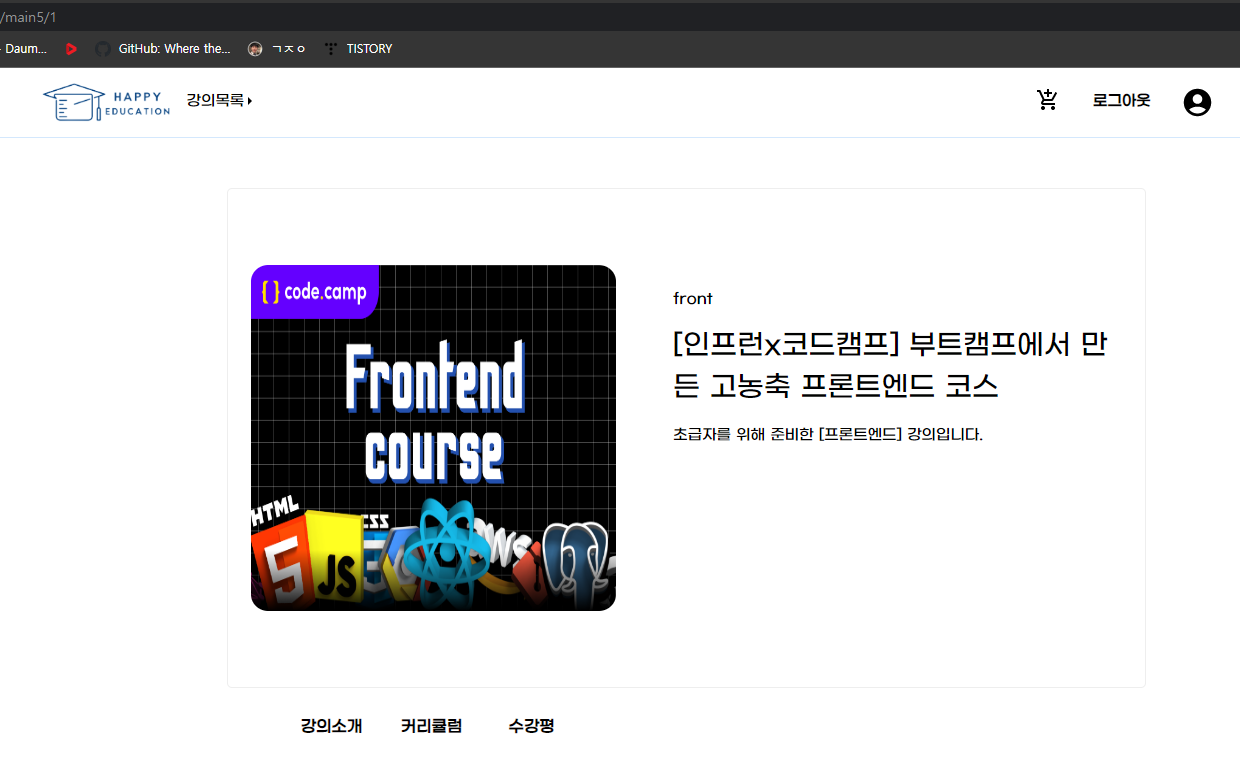 /main5/1
Daum...
GitHub: Where the...
ㄱㅈㅇ
TISTORY
HAPPY
EDUCATION
강의목록
로그아웃
{ } code.camp
front
[인프런x코드캠프] 부트캠프에서 만
든 고농축 프론트엔드 코스
초급자를 위해 준비한 [프론트엔드] 강의입니다.
Frontend
course
HTML
5
JS
CSS
강의소개
커리큘럼
수강평